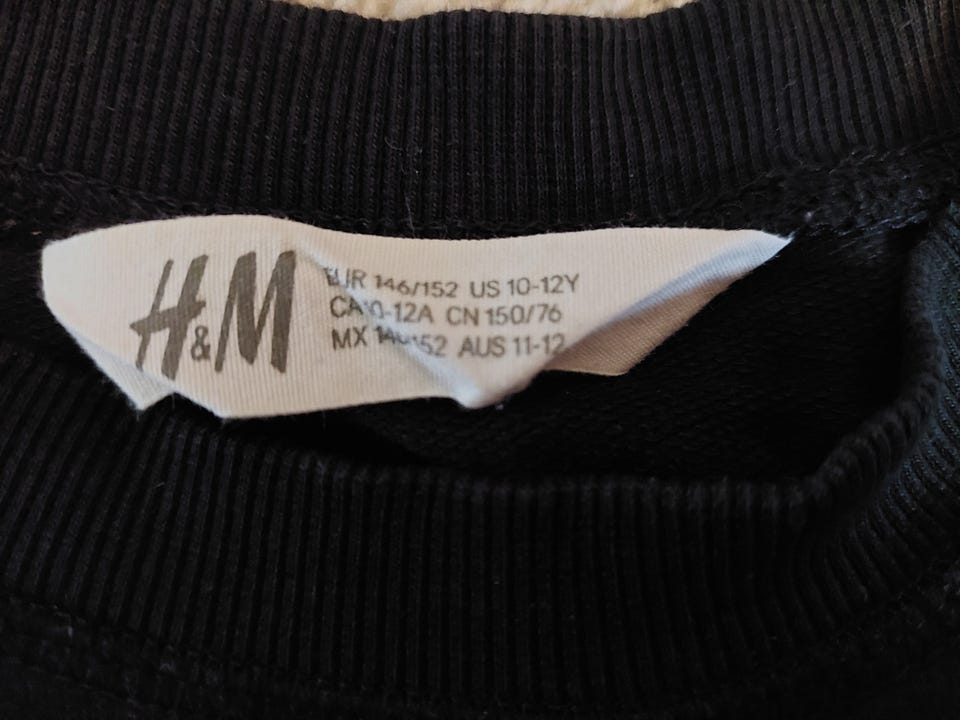 H&M
EUR 146/152 US 10-12Y
CA 10-12A CN 150/76
MX 146/152 AUS 11-12